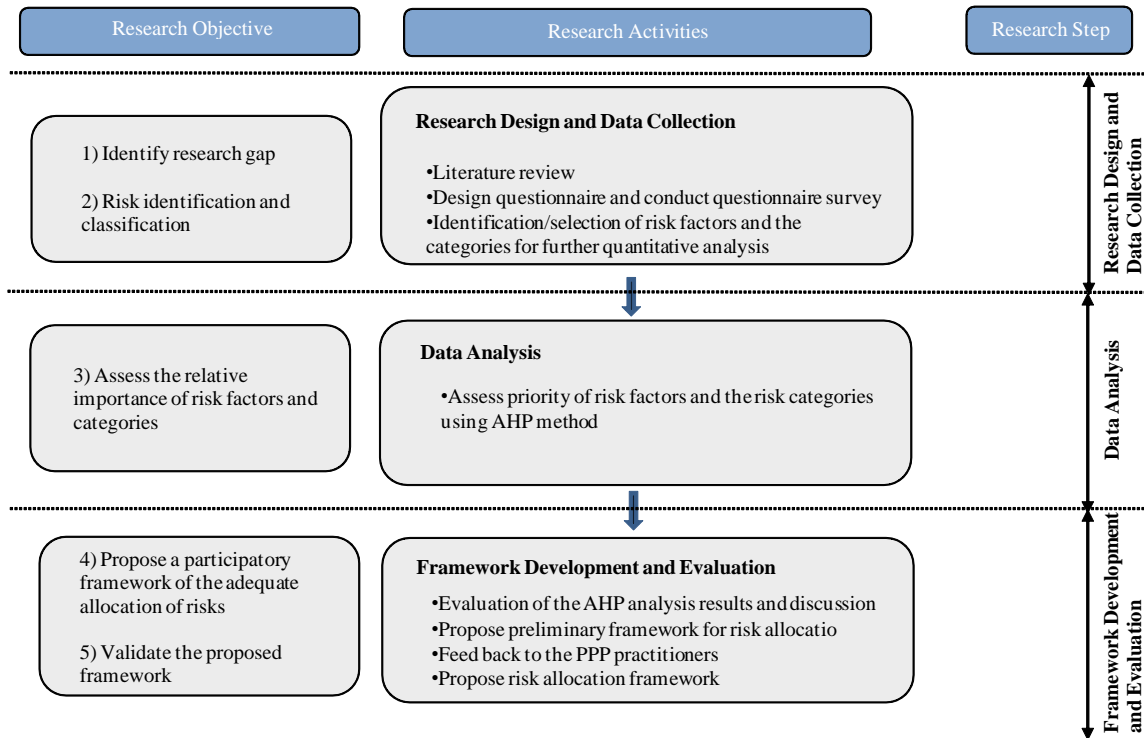 Research Objective
Research Activities
Research Step
1) Identify research gap
2) Risk identification and
classification
Research Design and Data Collection
•Literature review
•Design questionnaire and conduct questionnaire survey
•Identification/selection of risk factors and the
categories for further quantitative analysis
Research Design and
Data Collection
3) Assess the relative
importance of risk factors and
categories
Data Analysis
•Assess priority of risk factors and the risk categories
using AHP method
Data Analysis
4) Propose a participatory
framework of the adequate
allocation of risks
5) Validate the proposed
framework
Framework Development and Evaluation
•Evaluation of the AHP analysis results and discussion
•Propose preliminary framework for risk allocatio
•Feed back to the PPP practitioners
•Propose risk allocation framework
Framework Development
and Evaluation